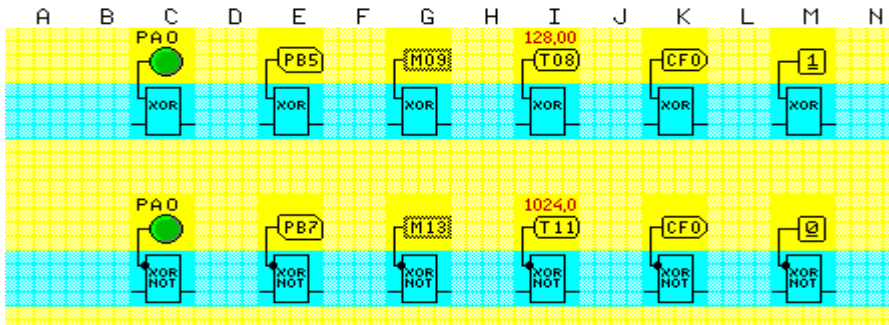 A B C D E F G H I J K L M N
PA0 128,00
PB5 M09 T08 CF0 1
XOR XOR XOR XOR XOR XOR
PA0 1024,0
PB7 M13 T11 CF0 0
XOR NOT XOR NOT XOR NOT XOR NOT XOR NOT XOR NOT